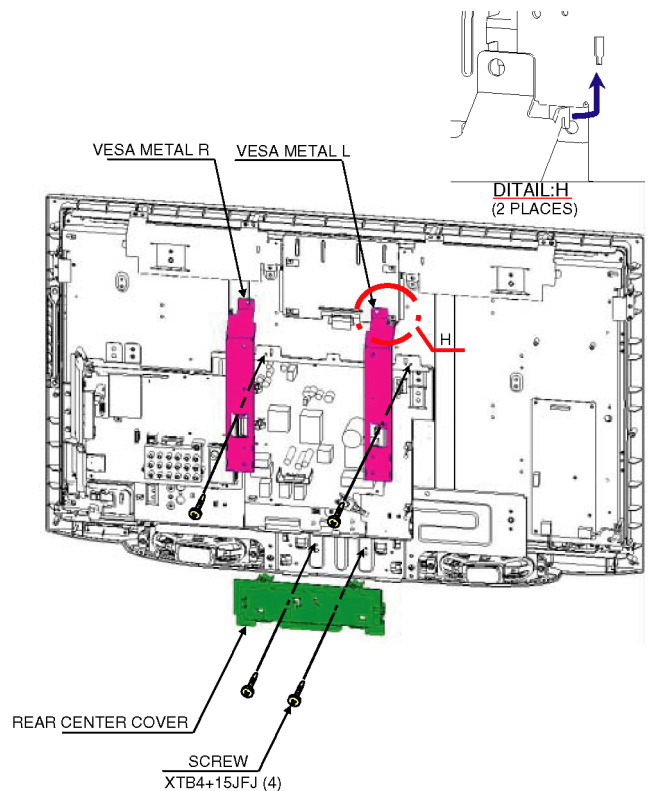 DITAIL:H
(2 PLACES)
VESA METAL R
VESA METAL L
H
REAR CENTER COVER
SCREW
XTB4+15JFJ (4)